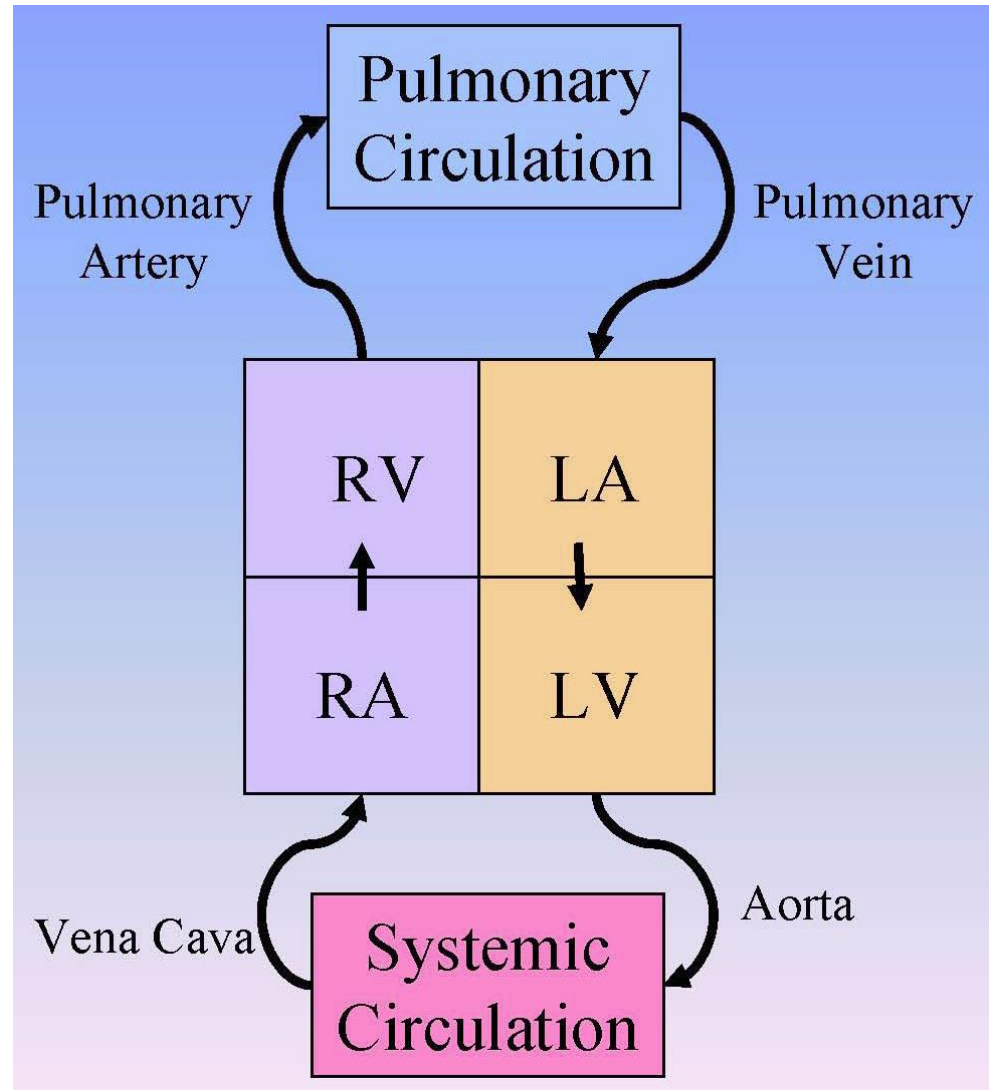 Pulmonary
Circulation
Pulmonary
Artery
Pulmonary
Vein
RV
LA
RA
LV
Vena Cava
Aorta
Systemic
Circulation